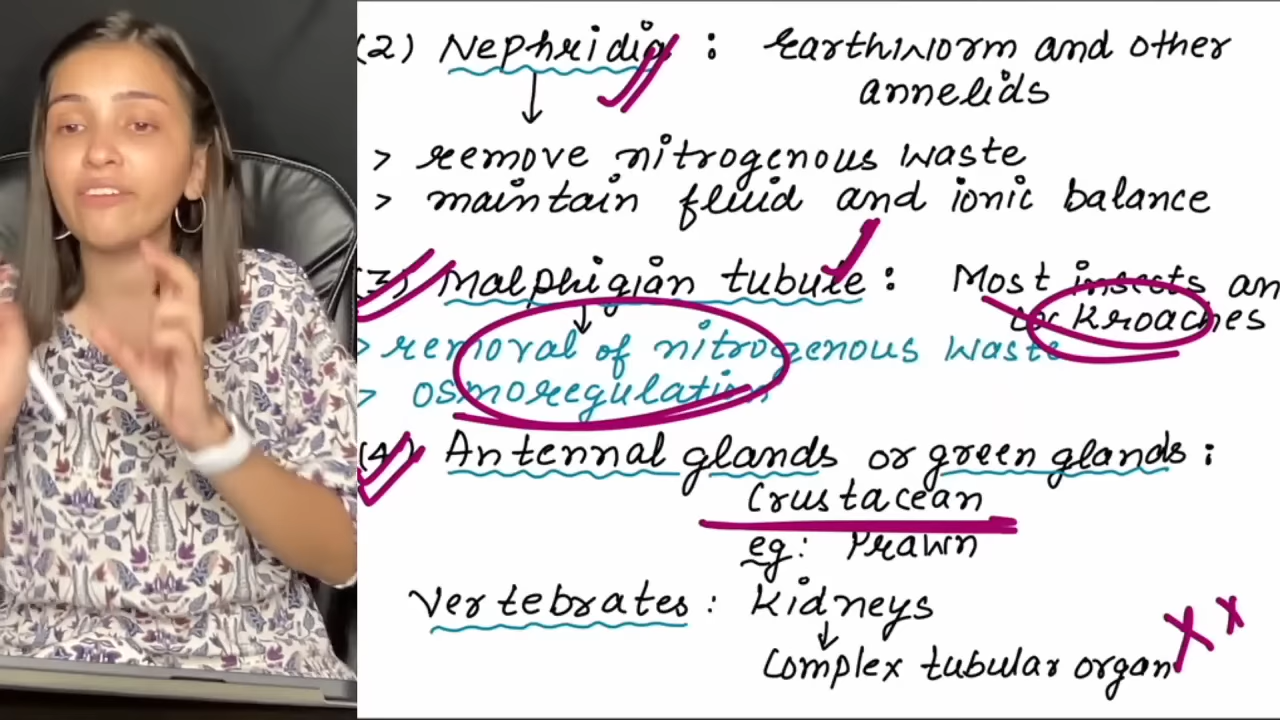 (2) Nephridia : Earthworm and other
annelids
> remove nitrogenous waste
> maintain fluid and ionic balance
(3) Malphigian tubule : Most insects an
kroaches
> removal of nitrogenous waste
> osmoregulation
(4) Antennal glands or green glands :
Crustacean
eg: Prawn
Vertebrates : Kidneys
Complex tubular organ